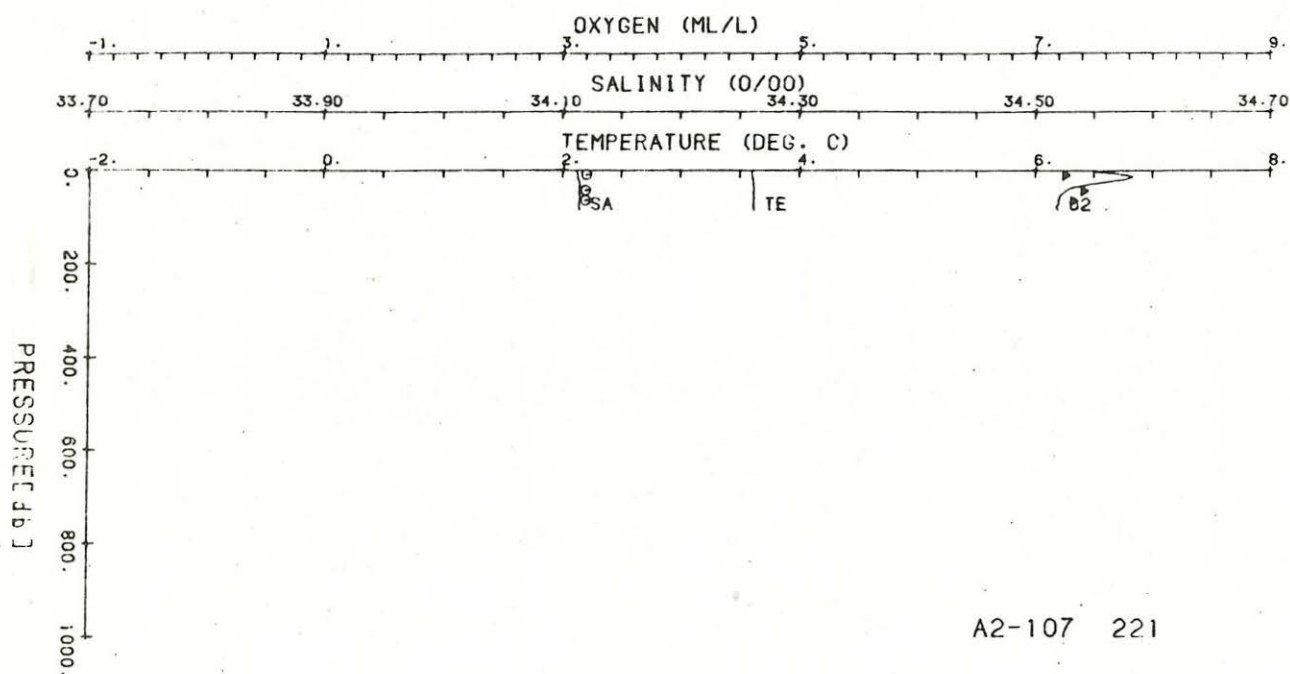 OXYGEN (ML/L)
-1. 1. 3. 5. 7. 9.
SALINITY (0/00)
33.70 33.90 34.10 34.30 34.50 34.70
TEMPERATURE (DEG. C)
-2. 0. 2. 4. 6. 8.
SA TE O2
0.
200.
400.
600.
800.
1000.
PRESSURE[db]
A2-107 221